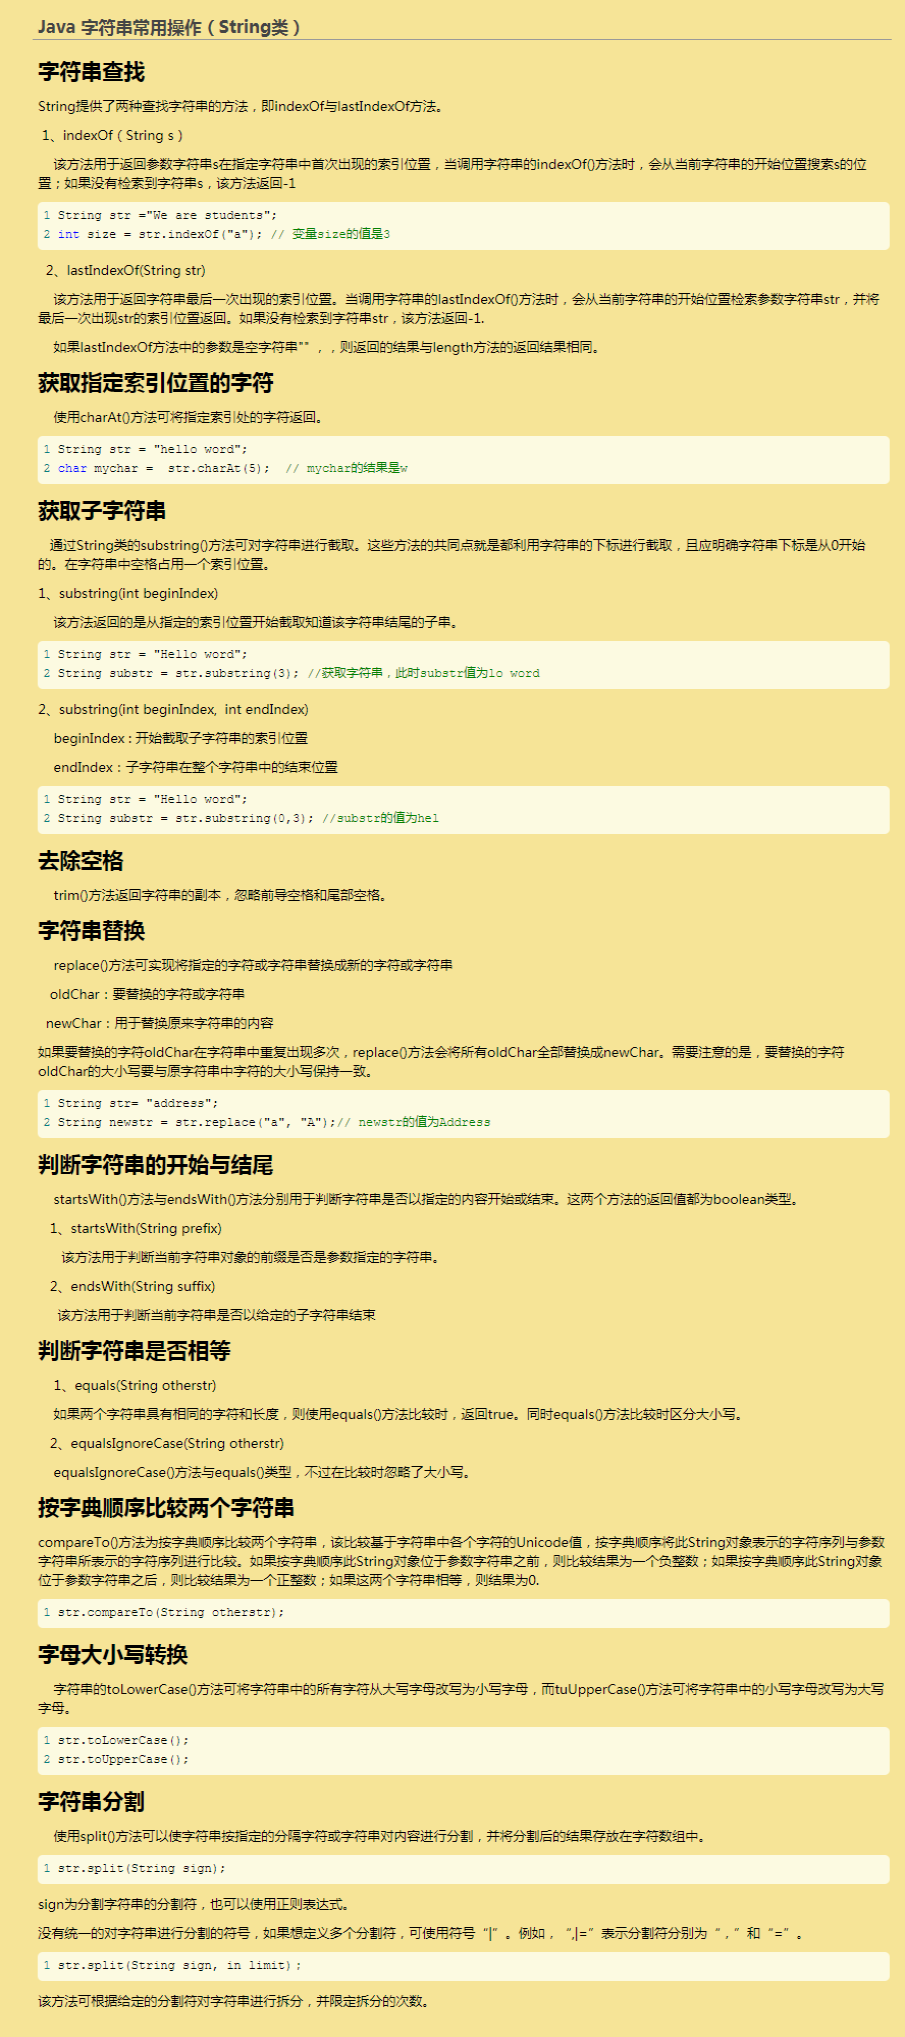 Java 字符串常用操作（String类）
字符串查找
String提供了两种查找字符串的方法，即indexOf与lastIndexOf方法。
1、indexOf（String s）
该方法用于返回参数字符串s在指定字符串中首次出现的索引位置，当调用字符串的indexOf()方法时，会从当前字符串的开始位置搜索s的位
置；如果没有检索到字符串s，该方法返回-1
1 String str ="We are students";
2 int size = str.indexOf("a"); // 变量size的值是3
2、lastIndexOf(String str)
该方法用于返回字符串最后一次出现的索引位置。当调用字符串的lastIndexOf()方法时，会从当前字符串的开始位置检索参数字符串str，并将
最后一次出现str的索引位置返回。如果没有检索到字符串str，该方法返回-1.
如果lastIndexOf方法中的参数是空字符串"" ，，则返回的结果与length方法的返回结果相同。
获取指定索引位置的字符
使用charAt()方法可将指定索引处的字符返回。
1 String str = "hello word";
2 char mychar =  str.charAt(5);  // mychar的结果是w
获取子字符串
通过String类的substring()方法可对字符串进行截取。这些方法的共同点就是都利用字符串的下标进行截取，且应明确字符串下标是从0开始
的。在字符串中空格占用一个索引位置。
1、substring(int beginIndex)
该方法返回的是从指定的索引位置开始截取知道该字符串结尾的子串。
1 String str = "Hello word";
2 String substr = str.substring(3); //获取字符串，此时substr值为lo word
2、substring(int beginIndex,  int endIndex)
beginIndex : 开始截取子字符串的索引位置
endIndex：子字符串在整个字符串中的结束位置
1 String str = "Hello word";
2 String substr = str.substring(0,3); //substr的值为hel
去除空格
trim()方法返回字符串的副本，忽略前导空格和尾部空格。
字符串替换
replace()方法可实现将指定的字符或字符串替换成新的字符或字符串
oldChar：要替换的字符或字符串
newChar：用于替换原来字符串的内容
如果要替换的字符oldChar在字符串中重复出现多次，replace()方法会将所有oldChar全部替换成newChar。需要注意的是，要替换的字符
oldChar的大小写要与原字符串中字符的大小写保持一致。
1 String str= "address";
2 String newstr = str.replace("a", "A");// newstr的值为Address
判断字符串的开始与结尾
startsWith()方法与endsWith()方法分别用于判断字符串是否以指定的内容开始或结束。这两个方法的返回值都为boolean类型。
1、startsWith(String prefix)
该方法用于判断当前字符串对象的前缀是否是参数指定的字符串。
2、endsWith(String suffix)
该方法用于判断当前字符串是否以给定的子字符串结束
判断字符串是否相等
1、equals(String otherstr)
如果两个字符串具有相同的字符和长度，则使用equals()方法比较时，返回true。同时equals()方法比较时区分大小写。
2、equalsIgnoreCase(String otherstr)
equalsIgnoreCase()方法与equals()类型，不过在比较时忽略了大小写。
按字典顺序比较两个字符串
compareTo()方法为按字典顺序比较两个字符串，该比较基于字符串中各个字符的Unicode值，按字典顺序将此String对象表示的字符序列与参数
字符串所表示的字符序列进行比较。如果按字典顺序此String对象位于参数字符串之前，则比较结果为一个负整数；如果按字典顺序此String对象
位于参数字符串之后，则比较结果为一个正整数；如果这两个字符串相等，则结果为0.
1 str.compareTo(String otherstr);
字母大小写转换
字符串的toLowerCase()方法可将字符串中的所有字符从大写字母改写为小写字母，而tuUpperCase()方法可将字符串中的小写字母改写为大写
字母。
1 str.toLowerCase();
2 str.toUpperCase();
字符串分割
使用split()方法可以使字符串按指定的分隔字符或字符串对内容进行分割，并将分割后的结果存放在字符数组中。
1 str.split(String sign);
sign为分割字符串的分割符，也可以使用正则表达式。
没有统一的对字符串进行分割的符号，如果想定义多个分割符，可使用符号“|”。例如，“,|=”表示分割符分别为“，”和“=”。
1 str.split(String sign, in limit);
该方法可根据给定的分割符对字符串进行拆分，并限定拆分的次数。